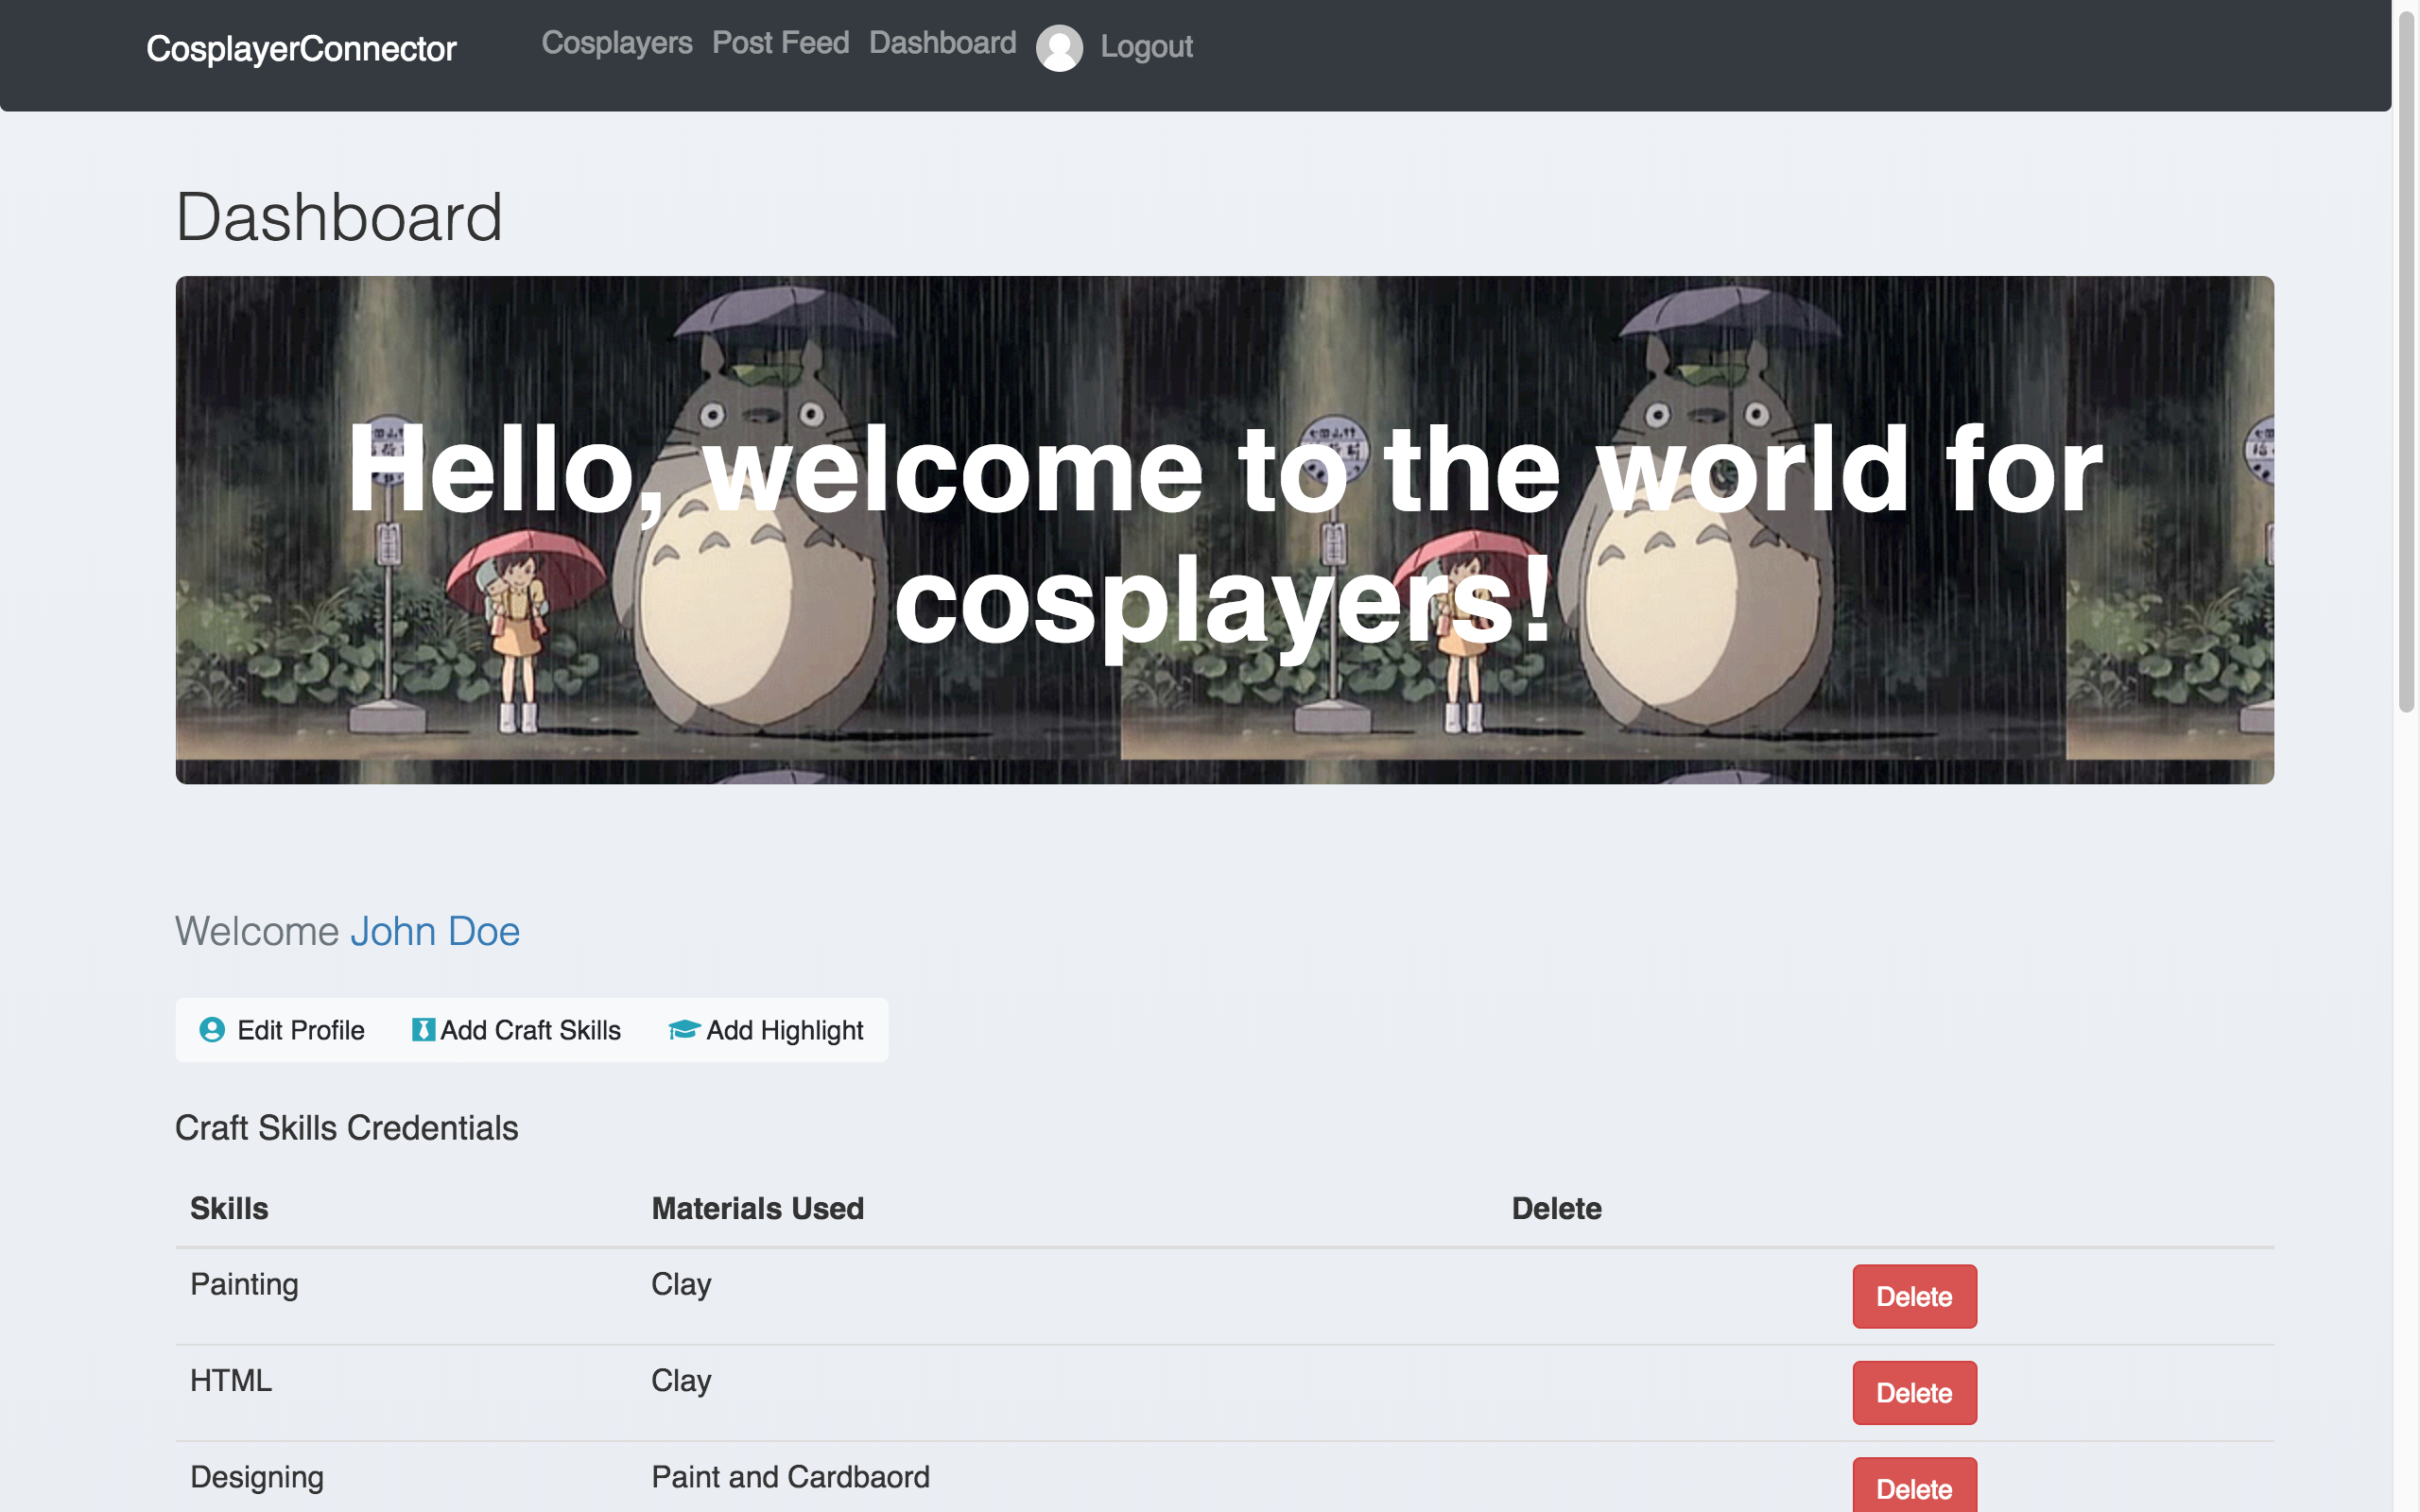 CosplayerConnector Cosplayers Post Feed Dashboard Logout
Dashboard
Hello, welcome to the world for
cosplayers!
Welcome John Doe
Edit Profile Add Craft Skills Add Highlight
Craft Skills Credentials
Skills Materials Used Delete
Painting Clay Delete
HTML Clay Delete
Designing Paint and Cardbaord Delete